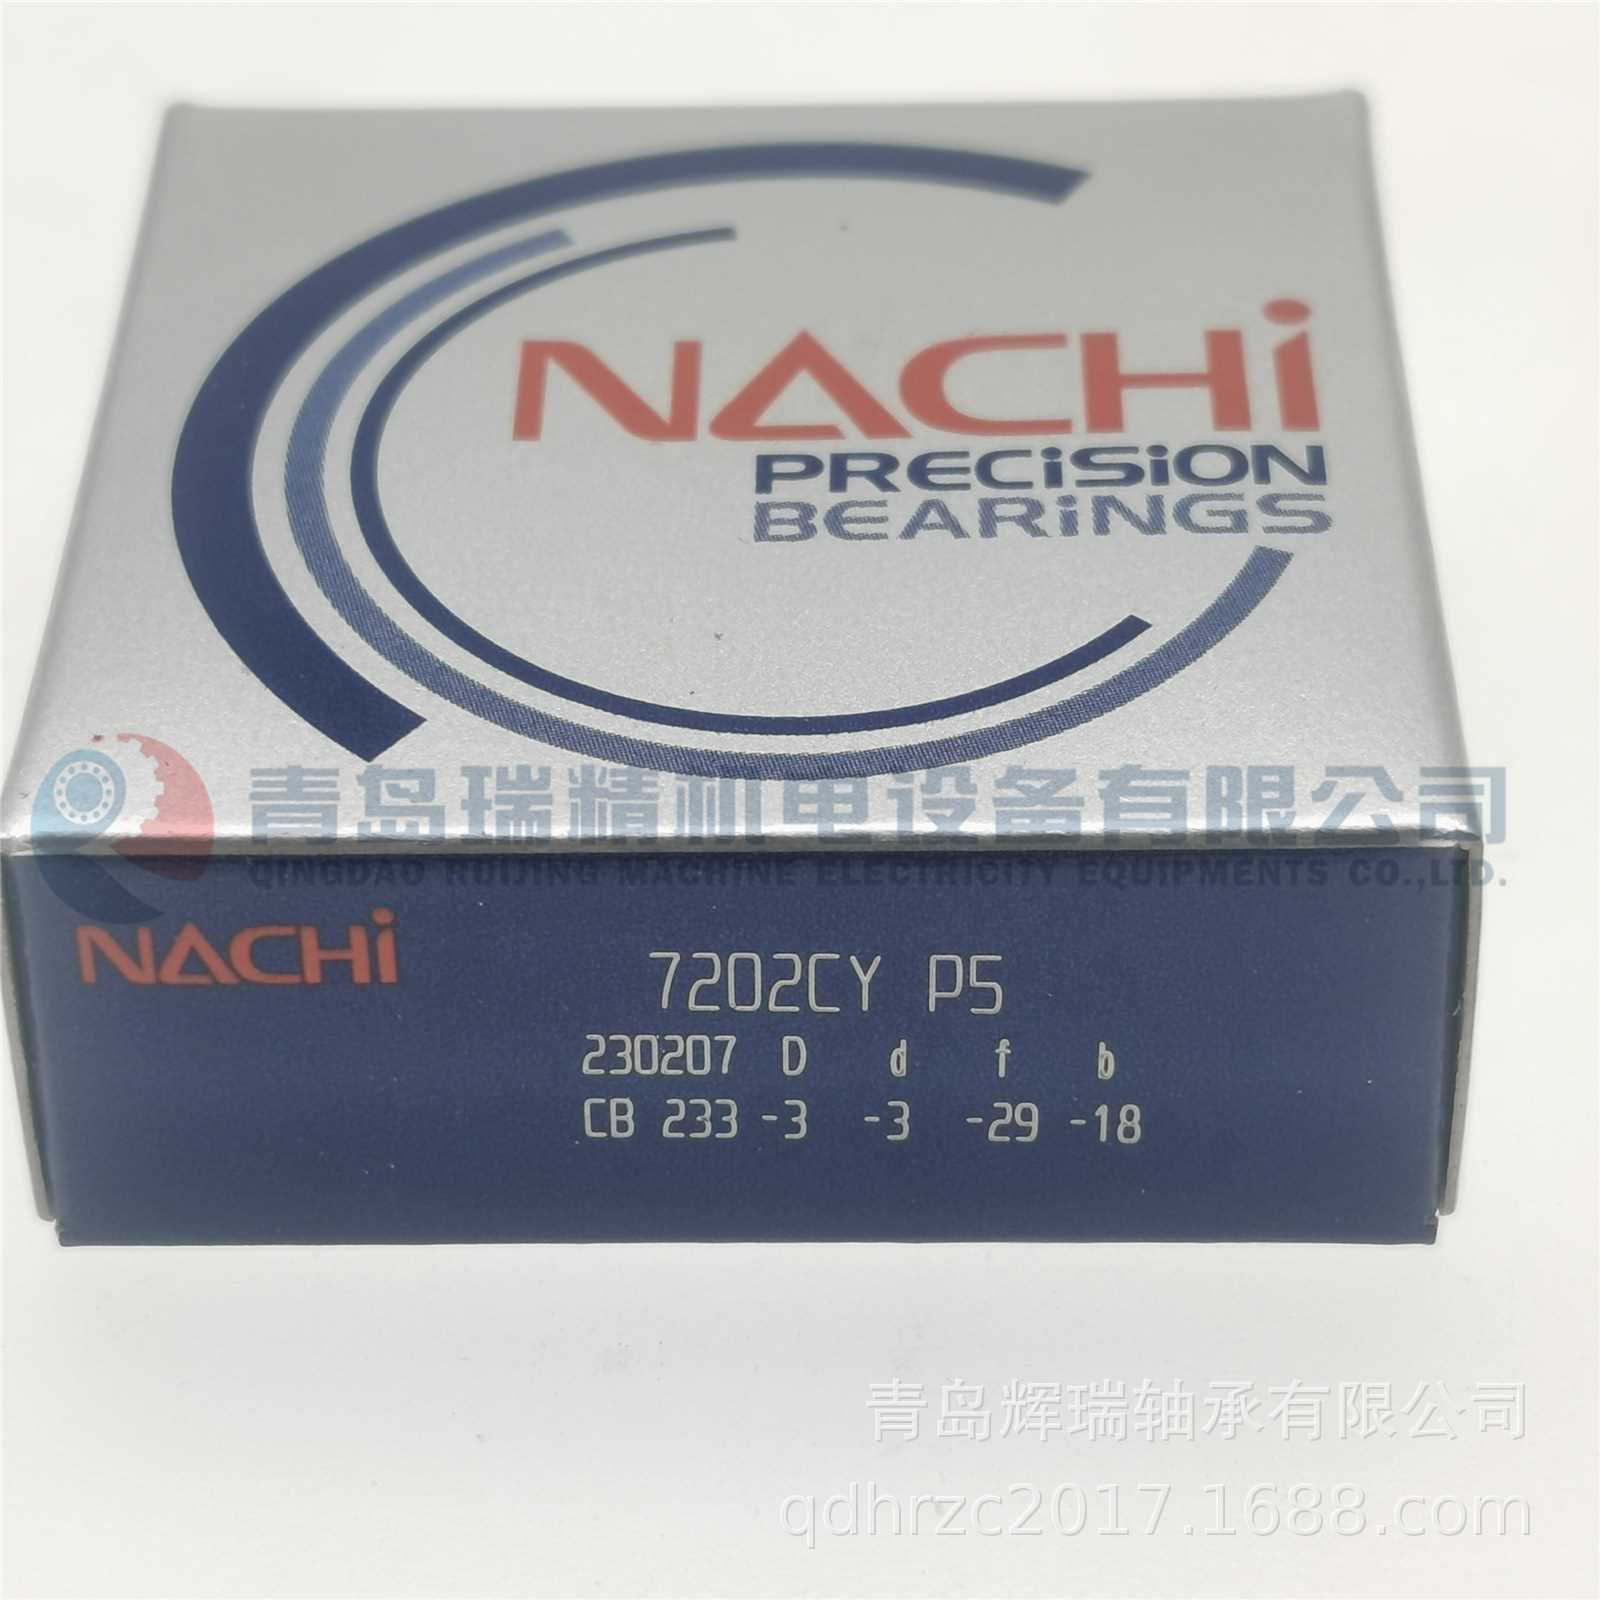 NACHi
PRECiSiON
BEARiNGS
青岛瑞精机电设备有限公司
QINGDAO RUIJING MACHINE ELECTRICITY EQUIPMENTS CO.,LTD.
NACHi
7202CY P5
230207 D d f b
CB 233 -3 -3 -29 -18
青岛辉瑞轴承有限公司
qdhrzc2017.1688.com